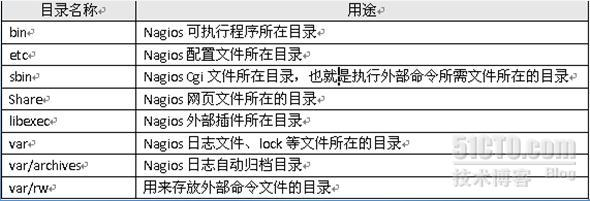 目录名称 用途
bin Nagios 可执行程序所在目录
etc Nagios 配置文件所在目录
sbin Nagios Cgi 文件所在目录，也就是执行外部命令所需文件所在的目录
Share Nagios 网页文件所在的目录
libexec Nagios 外部插件所在目录
var Nagios 日志文件、lock 等文件所在的目录
var/archives Nagios 日志自动归档目录
var/rw 用来存放外部命令文件的目录
51CTO.com
技术博客 Blog